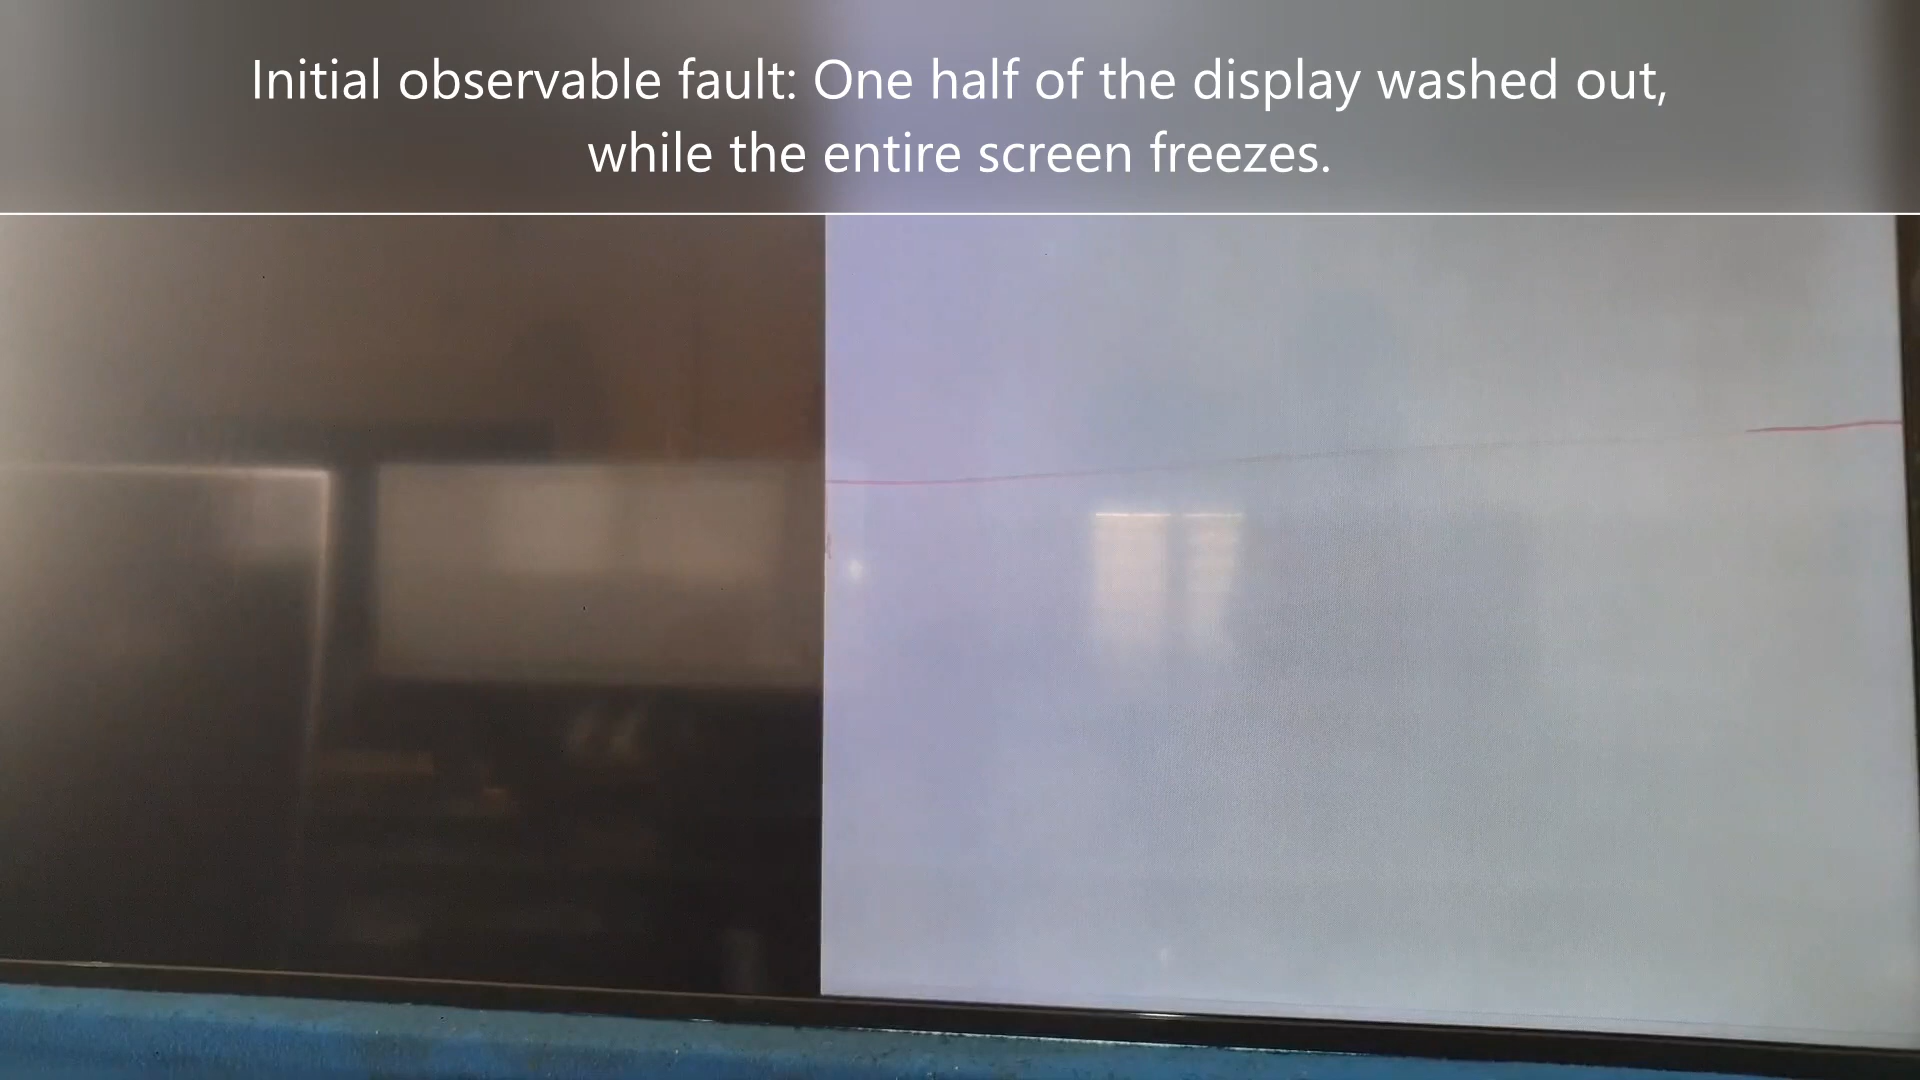 Initial observable fault: One half of the display washed out,
while the entire screen freezes.